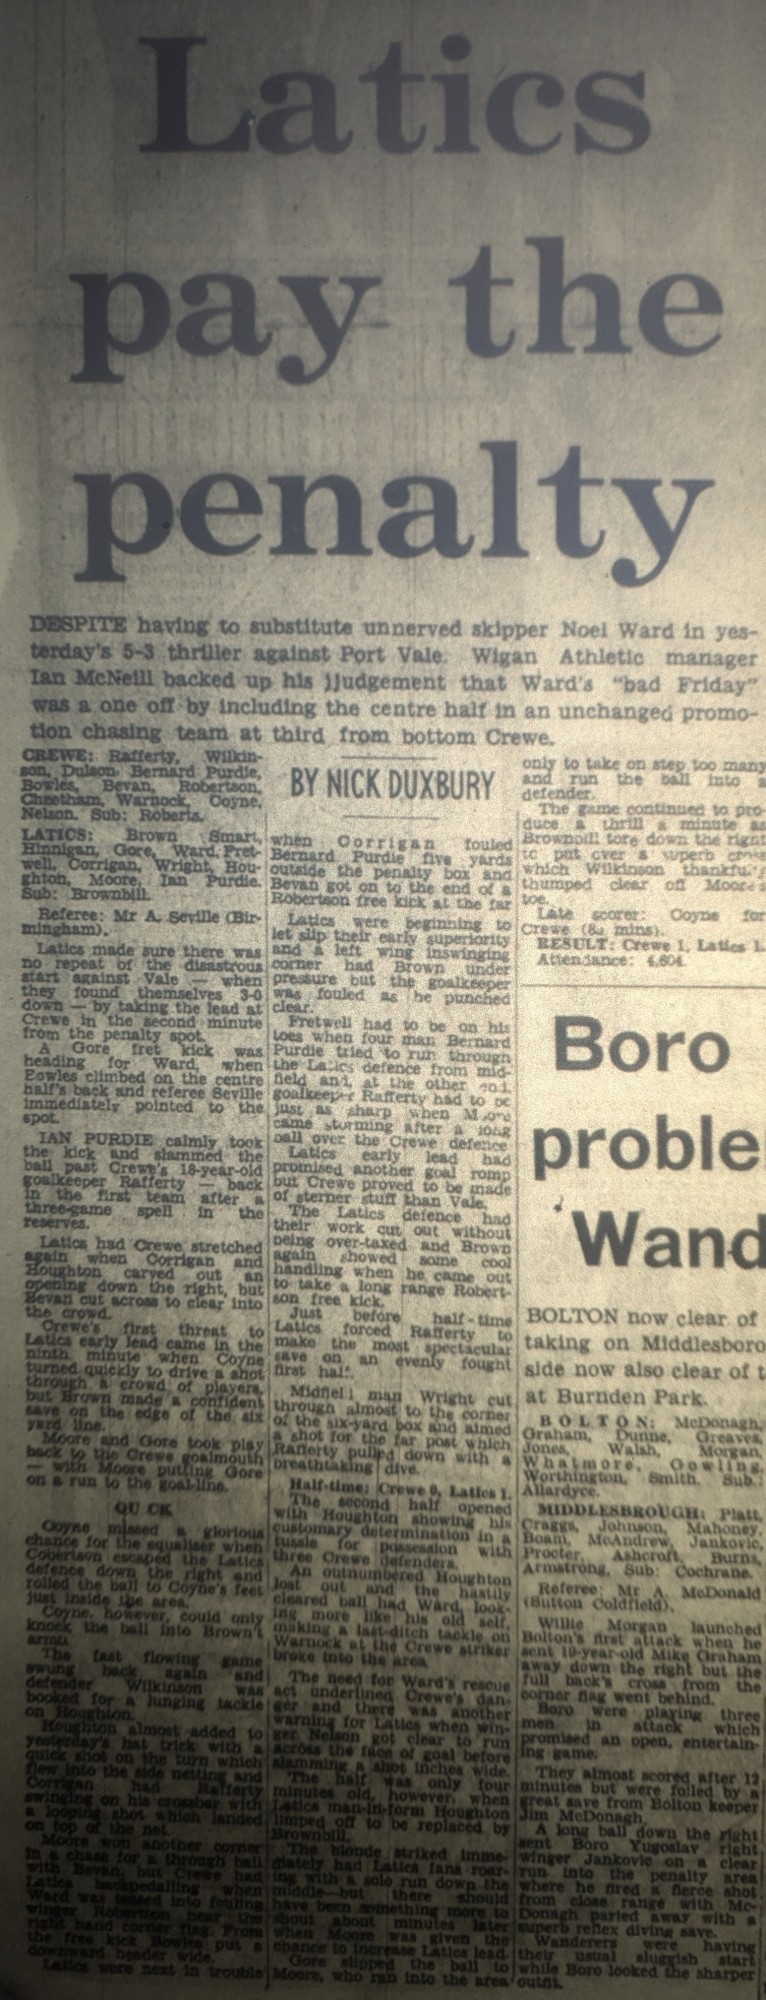 Latics
pay the
penalty
DESPITE having to substitute unnerved skipper Noel Ward in yes-
terday's 5-3 thriller against Port Vale. Wigan Athletic manager
Ian McNeill backed up his jjudgement that Ward's "bad Friday"
was a one off by including the centre half in an unchanged promo-
tion chasing team at third from bottom Crewe.
CREWE: Rafferty, Wilkin-
son, Dulson, Bernard Purdie,
Bowles, Bevan, Robertson,
Cheetham, Warnock, Coyne,
Nelson. Sub: Roberts.
LATICS: Brown Smart,
Hinnigan, Gore, Ward, Fret-
well, Corrigan, Wright, Hou-
ghton, Moore, Ian Purdie.
Sub: Brownbill.
Referee: Mr A. Seville (Bir-
mingham).
Latics made sure there was
no repeat of the disastrous
start against Vale — when
they found themselves 3-0
down — by taking the lead at
Crewe in the second minute
from the penalty spot.
A Gore fret kick was
heading for Ward, when
Bowles climbed on the centre
half's back and referee Seville
immediately pointed to the
spot.
IAN PURDIE calmly took
the kick and slammed the
ball past Crewe's 18-year-old
goalkeeper Rafferty — back
in the first team after a
three-game spell in the
reserves.
Latics had Crewe stretched
again when Corrigan and
Houghton carved out an
opening down the right, but
Bevan cut across to clear into
the crowd.
Crewe's first threat to
Latics early lead came in the
ninth minute when Coyne
turned quickly to drive a shot
through a crowd of players,
but Brown made a confident
save on the edge of the six
yard line.
Moore and Gore took play
back to the Crewe goalmouth
— with Moore putting Gore
on a run to the goal-line.
QU CK
Coyne missed a glorious
chance for the equaliser when
Cobertson escaped the Latics
defence down the right and
rolled the ball to Coyne's feet
just inside the area.
Coyne, however, could only
knock the ball into Brown't
arms.
The fast flowing game
swung back again and
defender Wilkinson was
booked for a lunging tackle
on Houghton.
Houghton almost added to
yesterday's hat trick with a
quick shot on the turn which
flew into the side netting and
Corrigan had Rafferty
swinging on his crossbar with
a looping shot which landed
on top of the net.
Moore won another corner
in a chase for a through ball
with Bevan, but Crewe had
Latics backpedalling when
Ward was teased into fouling
winger Robertson near the
right hand corner flag. From
the free kick Bowles put a
downward header wide.
Latics were next in trouble
BY NICK DUXBURY
when Corrigan fouled
Bernard Purdie five yards
outside the penalty box and
Bevan got on to the end of a
Robertson free kick at the far
Latics were beginning to
let slip their early superiority
and a left wing inswinging
corner had Brown under
pressure but the goalkeeper
was fouled as he punched
clear.
Fretwell had to be on his
toes when four man Bernard
Purdie tried to run through
the Latics defence from mid-
field and, at the other end,
goalkeeper Rafferty had to be
just as sharp when Moore
came storming after a long
ball over the Crewe defence
Latics early lead had
promised another goal romp
but Crewe proved to be made
of sterner stuff than Vale.
The Latics defence had
their work cut out without
being over-taxed and Brown
again showed some cool
handling when he came out
to take a long range Robert-
son free kick.
Just before half-time
Latics forced Rafferty to
make the most spectacular
save on an evenly fought
first half.
Midfiel man Wright cut
through almost to the corner
of the six-yard box and aimed
a shot for the far post which
Rafferty pulled down with a
breathtaking dive.
Half-time: Crewe 0, Latics 1.
The second half opened
with Houghton showing his
customary determination in a
tussle for possession with
three Crewe defenders.
An outnumbered Houghton
lost out and the hastily
cleared ball had Ward, look-
ing more like his old self,
making a last-ditch tackle on
Warnock at the Crewe striker
broke into the area
The need for Ward's rescue
act underlined Crewe's dan-
ger and there was another
warning for Latics when win-
ger Nelson got clear to run
across the face of goal before
slamming a shot inches wide.
The half was only four
minutes old, however, when
Latics man-in-form Houghton
limped off to be replaced by
Brownbill.
The blonde striked imme-
diately had Latics fans roar-
ing with a solo run down the
middle—but there should
have been something more to
shout about minutes later
when Moore was given the
chance to increase Latics lead.
Gore slipped the ball to
Moore, who ran into the area
only to take on step too many
and run the ball into a
defender.
The game continued to pro-
duce a thrill a minute as
Brownbill tore down the right
to put over a superb cross
which Wilkinson thankfully
thumped clear off Moore's
toe.
Late scorer: Coyne for
Crewe mins).
RESULT: Crewe 1, Latics 1.
Attendance: 4,604.
Boro
proble
Wand
BOLTON now clear of
taking on Middlesboro
side now also clear of t
at Burnden Park.
BOLTON: McDonagh,
Graham, Dunne, Greaves,
Jones, Walsh, Morgan,
Whatmore, Gowling,
Worthington, Smith. Sub:
Allardyce.
MIDDLESBROUGH: Platt,
Craggs, Johnson, Mahoney,
Boam, McAndrew, Jankovic,
Procter, Ashcroft, Burns,
Armstrong, Sub: Cochrane.
Referee: Mr A. McDonald
(Sutton Coldfield).
Willie Morgan launched
Bolton's first attack when he
sent 19-year-old Mike Graham
away down the right but the
full back's cross from the
corner flag went behind.
Boro were playing three
men in attack which
promised an open, entertain-
ing game.
They almost scored after 12
minutes but were foiled by a
great save from Bolton keeper
Jim McDonagh.
A long ball down the right
sent Boro Yugoslav right
winger Jankovic on a clear
run into the penalty area
where he fired a fierce shot
from close range with Mc-
Donagh paried away with a
superb reflex diving save.
Wanderers were having
their usual sluggish start
while Boro looked the sharper
outfit.